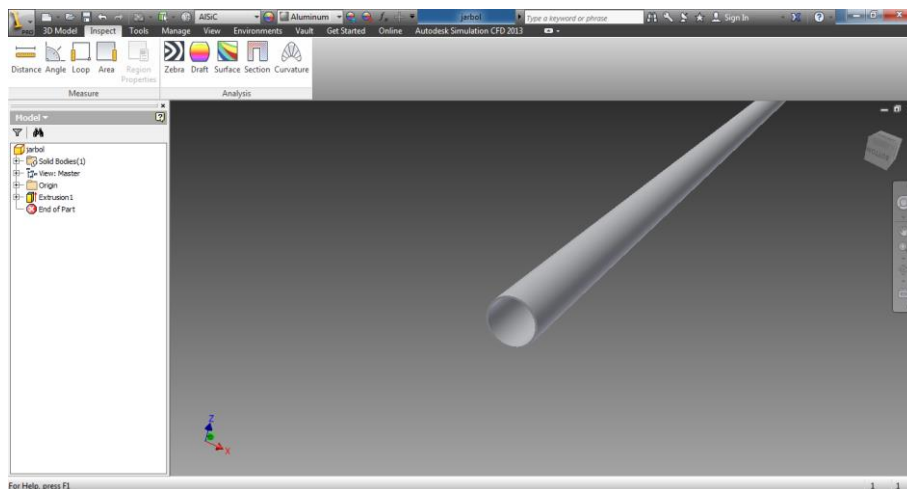 PRO
AlSiC
Aluminum
jarbol
Type a keyword or phrase
Sign In
3D Model Inspect Tools Manage View Environments Vault Get Started Online Autodesk Simulation CFD 2013
Distance Angle Loop Area Region Properties Zebra Draft Surface Section Curvature
Measure Analysis
Model
jarbol
Solid Bodies(1)
View: Master
Origin
Extrusion1
End of Part
Z
X
For Help, press F1
1 1